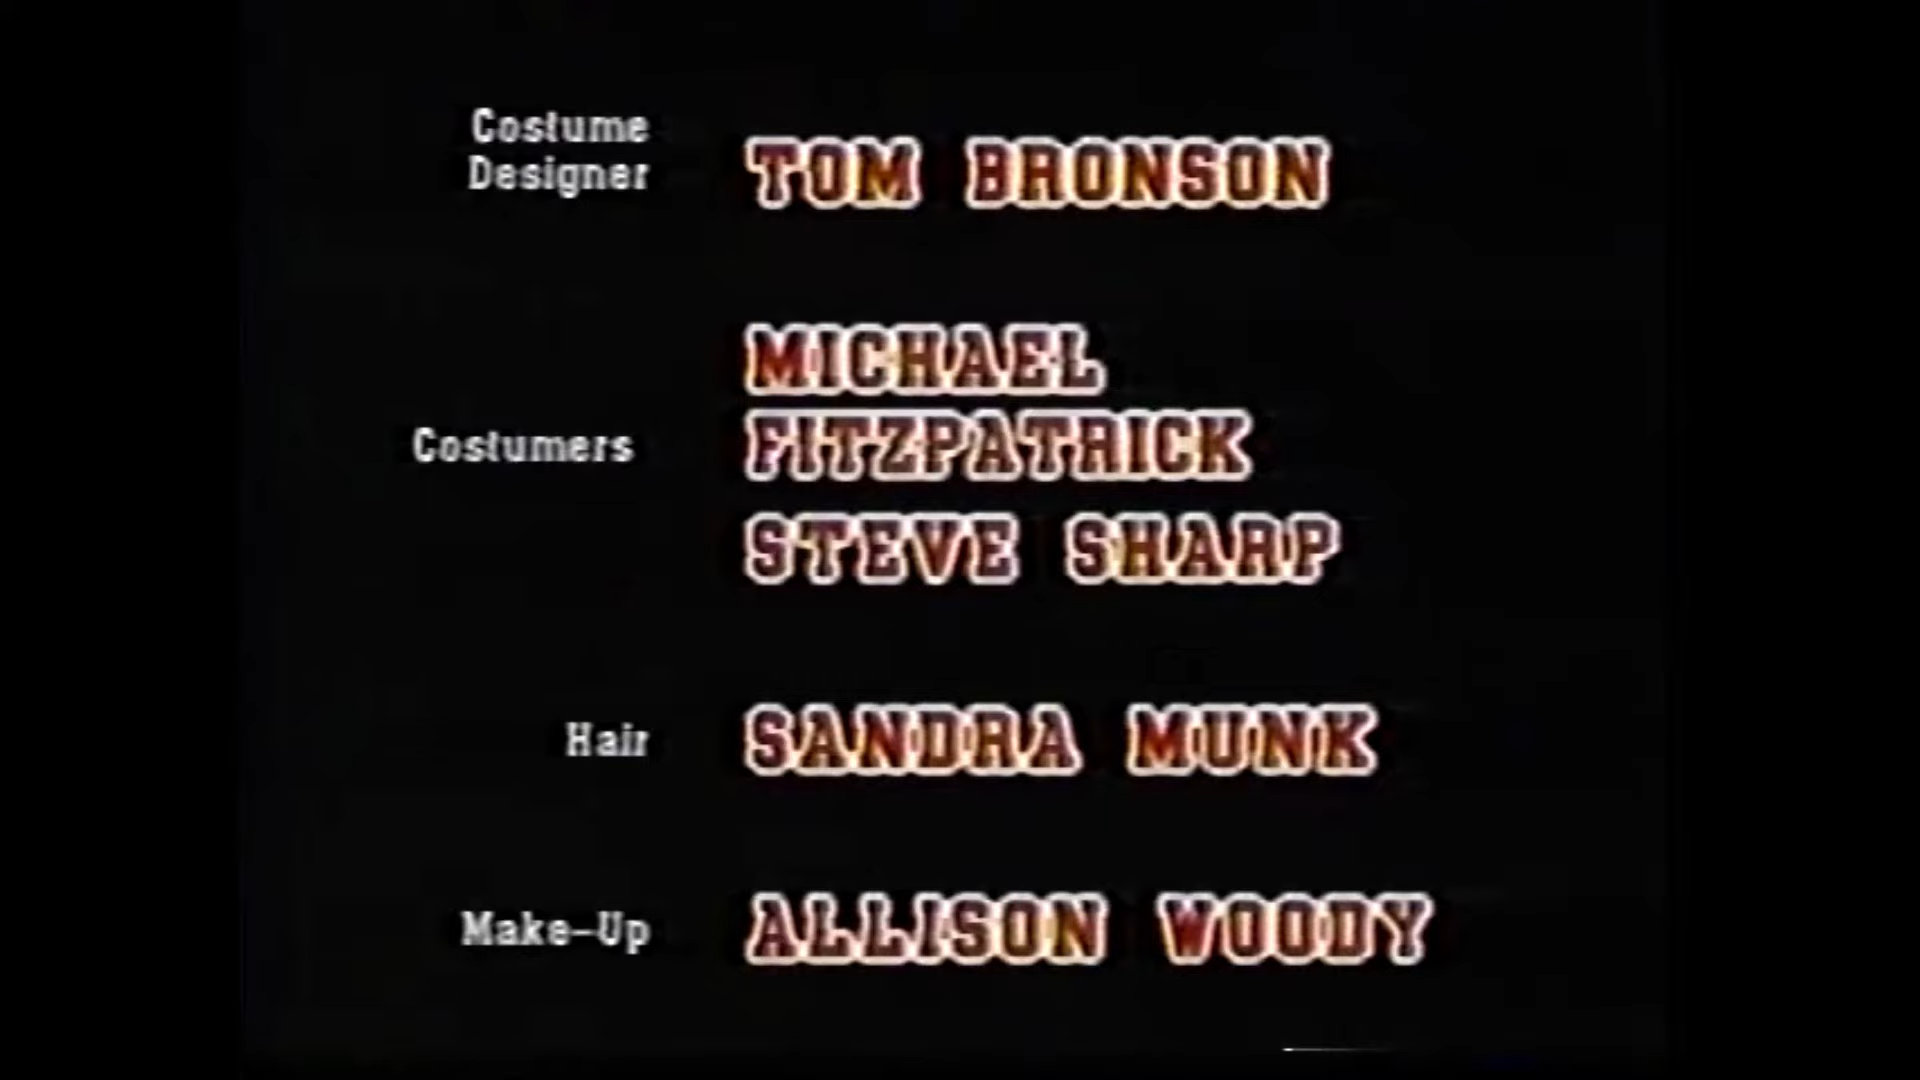 Costume
Designer
TOM BRONSON
Costumers
MICHAEL
FITZPATRICK
STEVE SHARP
Hair
SANDRA MUNK
Make-Up
ALLISON WOODY